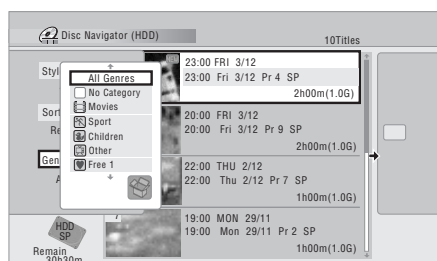 Disc Navigator (HDD)
10Titles
Styl
All Genres
No Category
Movies
Sport
Children
Other
Free 1
Sort
Re
Gen
A
23:00 FRI 3/12
23:00 Fri 3/12 Pr 4 SP
2h00m(1.0G)
20:00 FRI 3/12
20:00 Fri 3/12 Pr 9 SP
2h00m(1.0G)
22:00 THU 2/12
22:00 Thu 2/12 Pr 7 SP
1h00m(1.0G)
19:00 MON 29/11
19:00 Mon 29/11 Pr 2 SP
1h00m(1.0G)
HDD
SP
Remain
30h30m